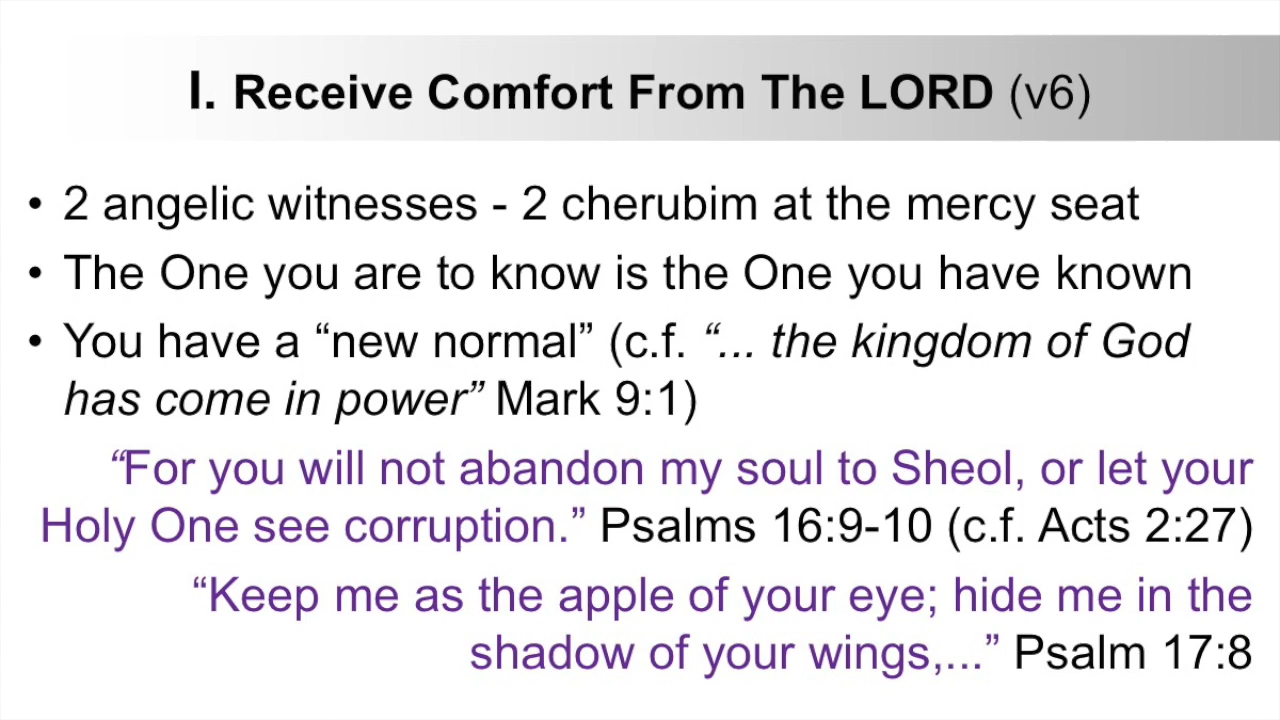 I. Receive Comfort From The LORD (v6)
• 2 angelic witnesses - 2 cherubim at the mercy seat
• The One you are to know is the One you have known
• You have a “new normal” (c.f. “... the kingdom of God
has come in power” Mark 9:1)
“For you will not abandon my soul to Sheol, or let your
Holy One see corruption.” Psalms 16:9-10 (c.f. Acts 2:27)
“Keep me as the apple of your eye; hide me in the
shadow of your wings,...” Psalm 17:8